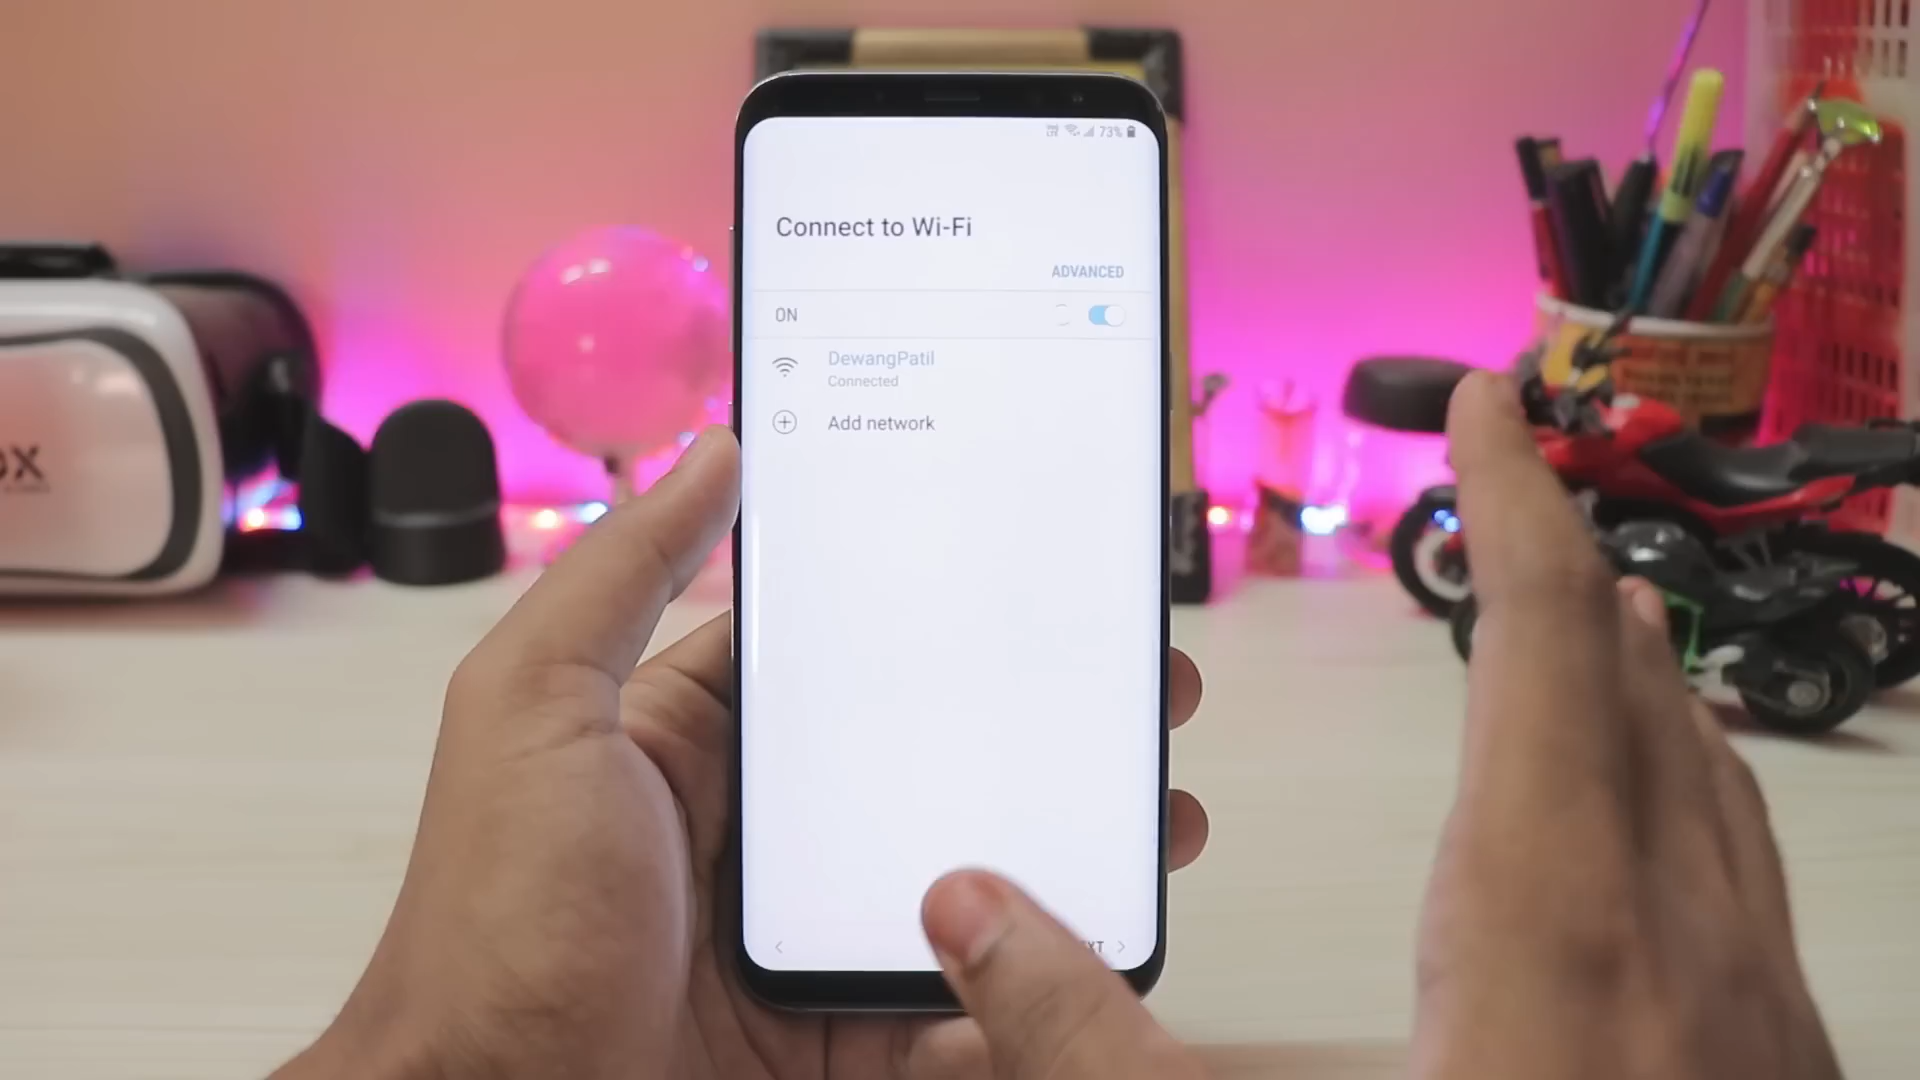 73%
Connect to Wi-Fi
ADVANCED
ON
DewangPatil
Connected
Add network